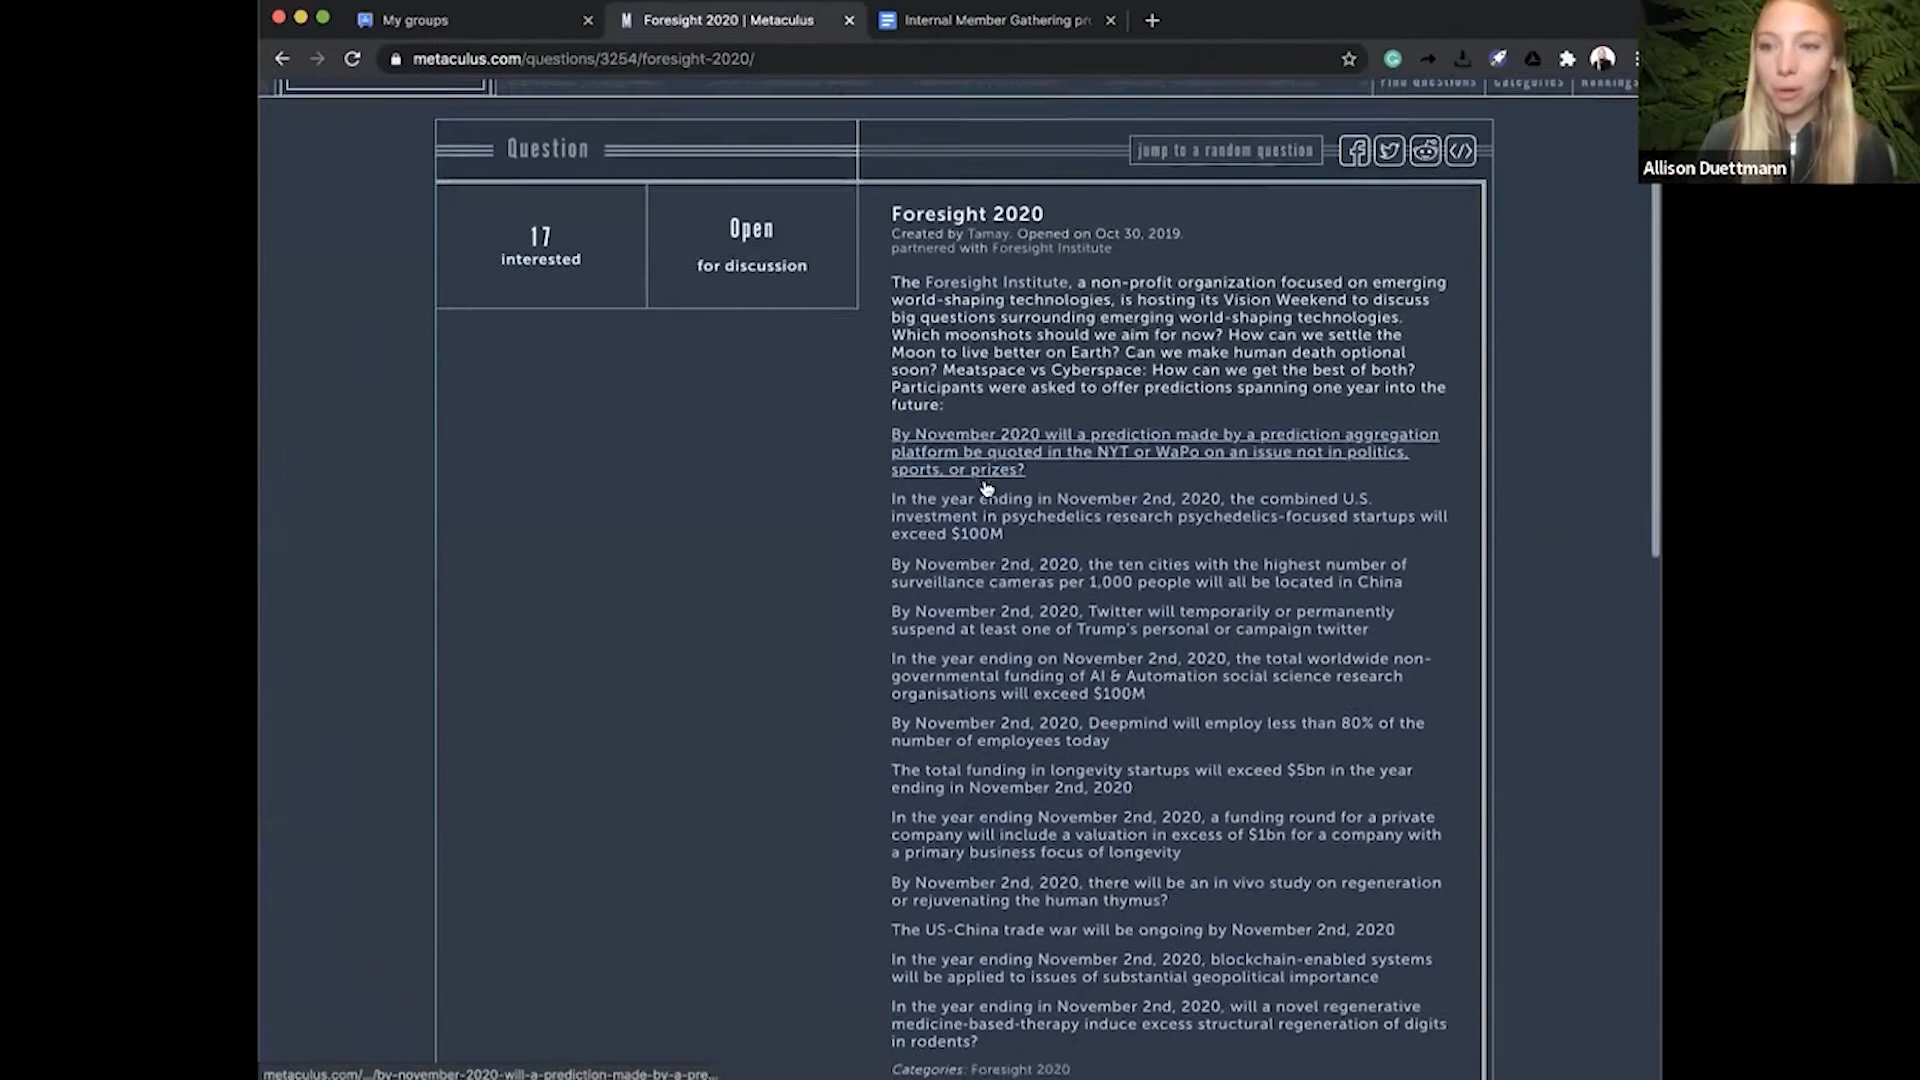 My groups
Foresight 2020 | Metaculus
Internal Member Gathering pr
metaculus.com/questions/3254/foresight-2020/
Find Questions
Categories
Rankings
Allison Duettmann
Question
jump to a random question
17
interested
Open
for discussion
Foresight 2020
Created by Tamay. Opened on Oct 30, 2019.
partnered with Foresight Institute
The Foresight Institute, a non-profit organization focused on emerging
world-shaping technologies, is hosting its Vision Weekend to discuss
big questions surrounding emerging world-shaping technologies.
Which moonshots should we aim for now? How can we settle the
Moon to live better on Earth? Can we make human death optional
soon? Meatspace vs Cyberspace: How can we get the best of both?
Participants were asked to offer predictions spanning one year into the
future:
By November 2020 will a prediction made by a prediction aggregation
platform be quoted in the NYT or WaPo on an issue not in politics,
sports, or prizes?
In the year ending in November 2nd, 2020, the combined U.S.
investment in psychedelics research psychedelics-focused startups will
exceed $100M
By November 2nd, 2020, the ten cities with the highest number of
surveillance cameras per 1,000 people will all be located in China
By November 2nd, 2020, Twitter will temporarily or permanently
suspend at least one of Trump's personal or campaign twitter
In the year ending on November 2nd, 2020, the total worldwide non-
governmental funding of AI & Automation social science research
organisations will exceed $100M
By November 2nd, 2020, Deepmind will employ less than 80% of the
number of employees today
The total funding in longevity startups will exceed $5bn in the year
ending in November 2nd, 2020
In the year ending November 2nd, 2020, a funding round for a private
company will include a valuation in excess of $1bn for a company with
a primary business focus of longevity
By November 2nd, 2020, there will be an in vivo study on regeneration
or rejuvenating the human thymus?
The US-China trade war will be ongoing by November 2nd, 2020
In the year ending November 2nd, 2020, blockchain-enabled systems
will be applied to issues of substantial geopolitical importance
In the year ending in November 2nd, 2020, will a novel regenerative
medicine-based-therapy induce excess structural regeneration of digits
in rodents?
Categories: Foresight 2020
metaculus.com/.../by-november-2020-will-a-prediction-made-by-a-pre...